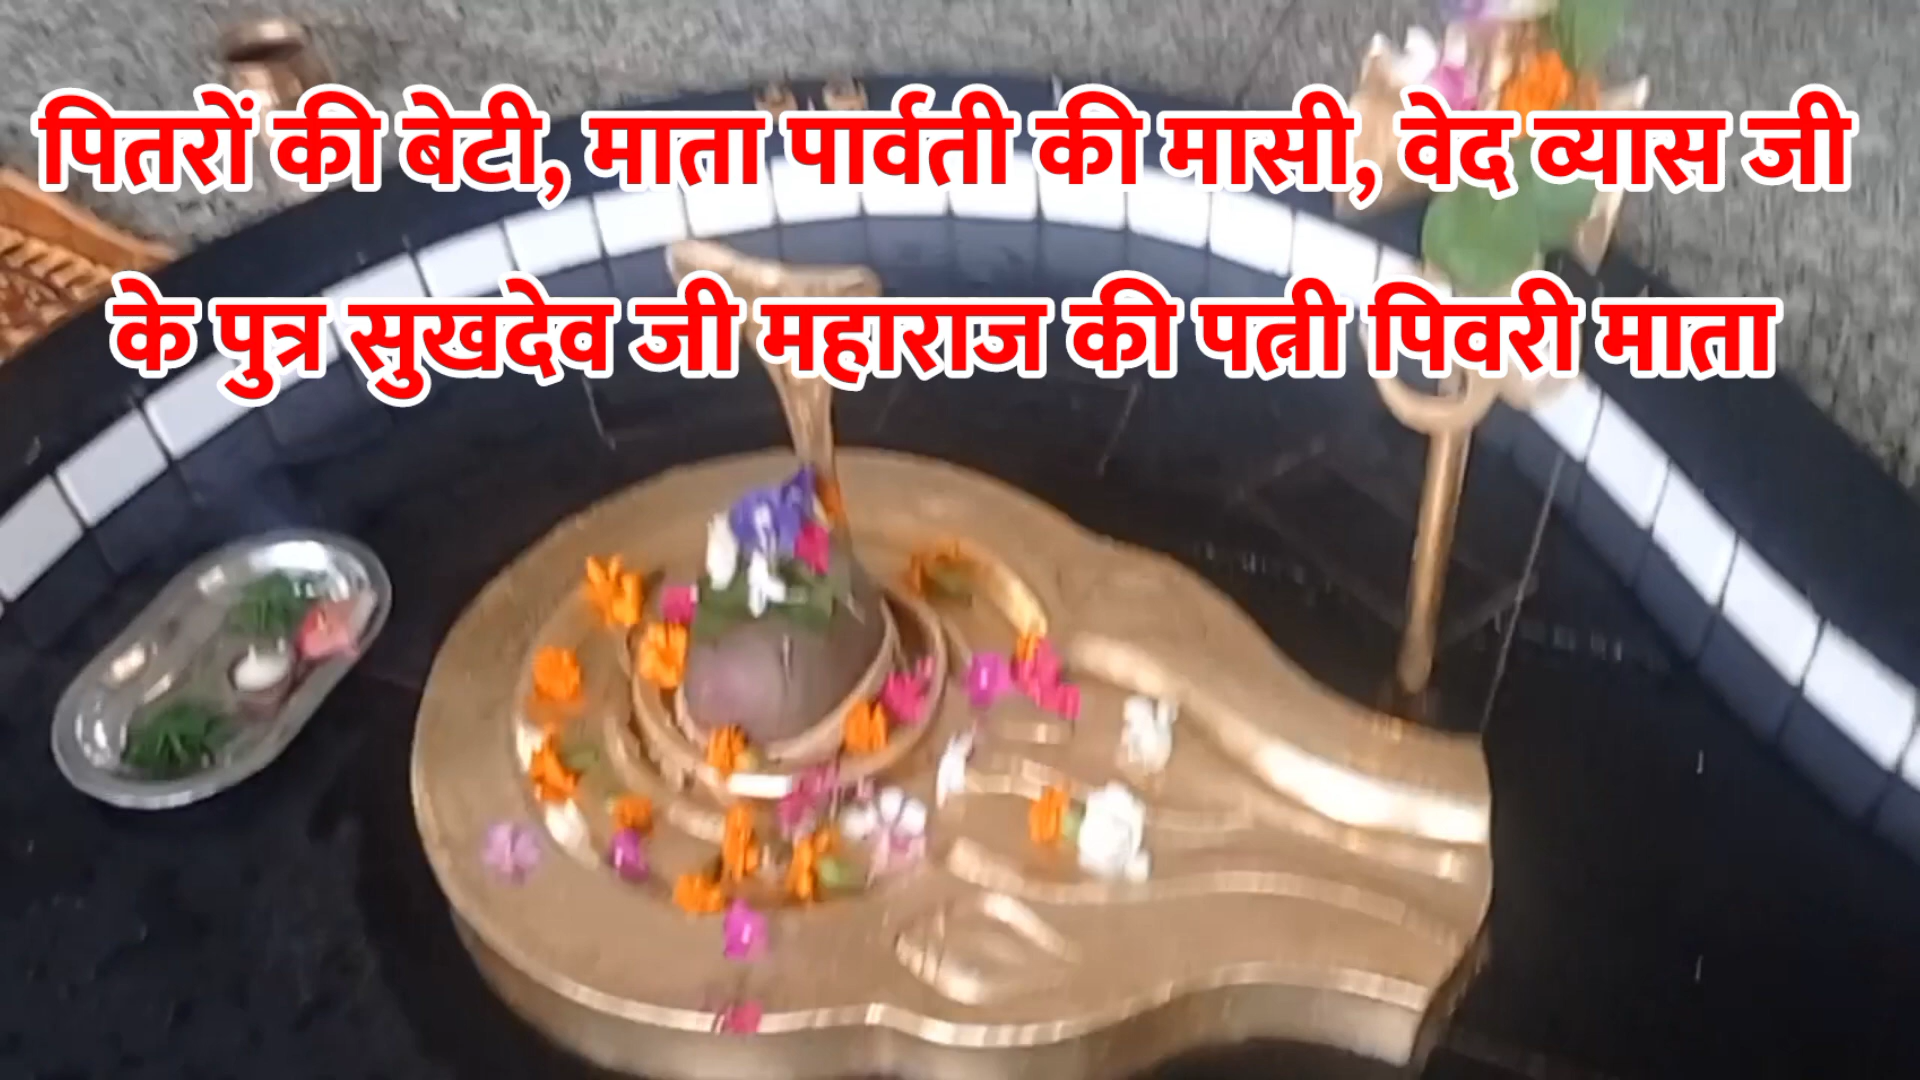 पितरों की बेटी, माता पार्वती की मासी, वेद व्यास जी
के पुत्र सुखदेव जी महाराज की पत्नी पिवरी माता